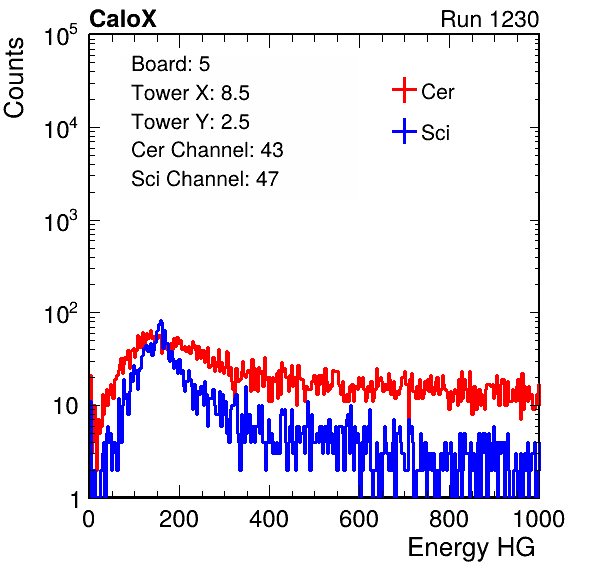 CaloX Run 1230
Counts
Board: 5
Tower X: 8.5
Tower Y: 2.5
Cer Channel: 43
Sci Channel: 47
Cer
Sci
10^5
10^4
10^3
10^2
10
1
0 200 400 600 800 1000
Energy HG